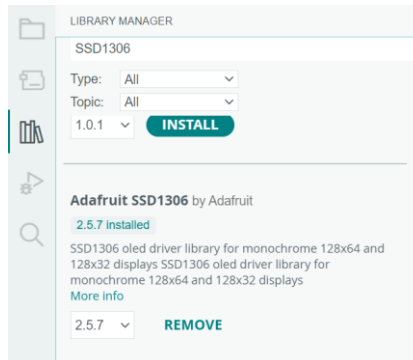 LIBRARY MANAGER
SSD1306
Type: All
Topic: All
1.0.1 INSTALL
Adafruit SSD1306 by Adafruit
2.5.7 installed
SSD1306 oled driver library for monochrome 128x64 and
128x32 displays SSD1306 oled driver library for
monochrome 128x64 and 128x32 displays
More info
2.5.7 REMOVE